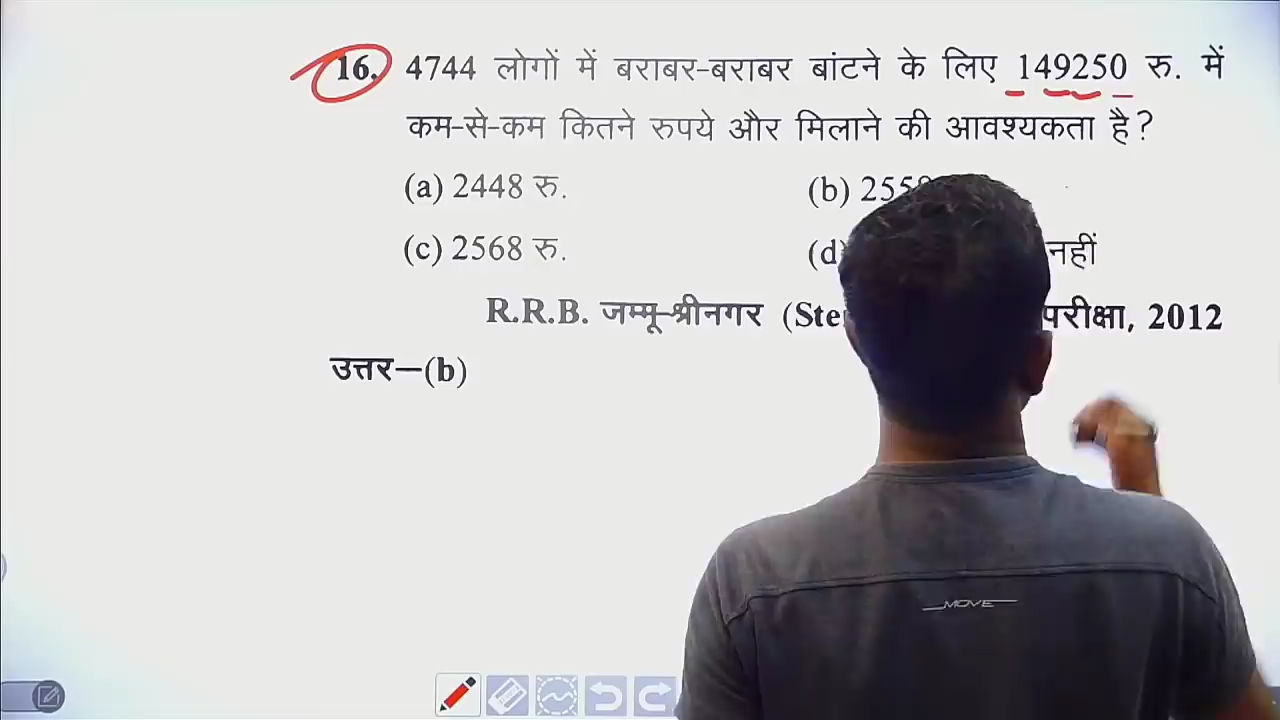 16. 4744 लोगों में बराबर-बराबर बांटने के लिए 149250 रु. में
कम-से-कम कितने रुपये और मिलाने की आवश्यकता है?
(a) 2448 रु. (b)
(c) 2568 रु. (d) नहीं
R.R.B. जम्मू-श्रीनगर परीक्षा, 2012
उत्तर—(b)
MOVE